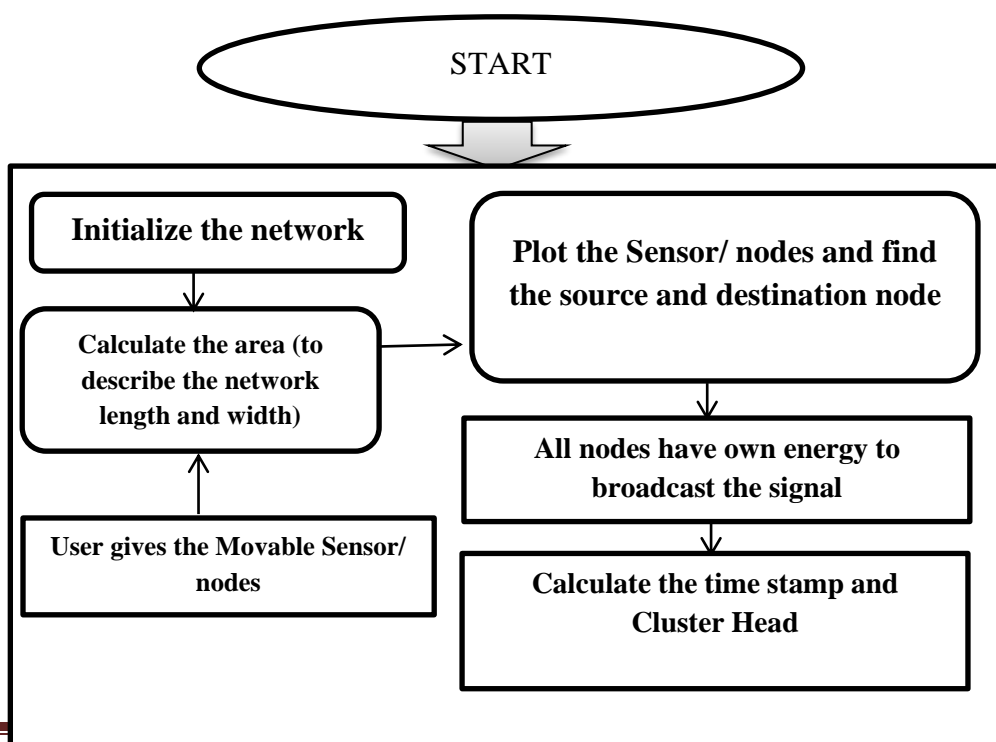 START
Initialize the network
Calculate the area (to
describe the network
length and width)
User gives the Movable Sensor/
nodes
Plot the Sensor/ nodes and find
the source and destination node
All nodes have own energy to
broadcast the signal
Calculate the time stamp and
Cluster Head